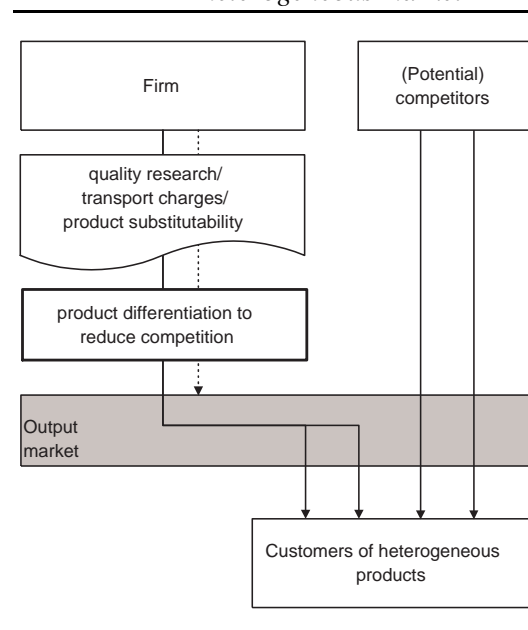 Firm
(Potential)
competitors
quality research/
transport charges/
product substitutability
product differentiation to
reduce competition
Output
market
Customers of heterogeneous
products